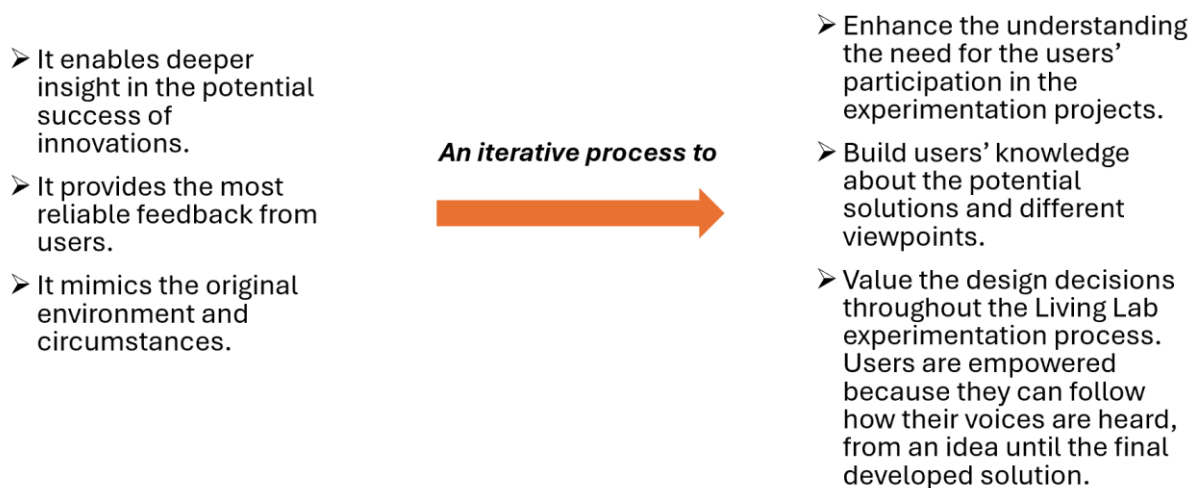 ➢ It enables deeper
insight in the potential
success of
innovations.
➢ It provides the most
reliable feedback from
users.
➢ It mimics the original
environment and
circumstances.
An iterative process to
➢ Enhance the understanding
the need for the users’
participation in the
experimentation projects.
➢ Build users’ knowledge
about the potential
solutions and different
viewpoints.
➢ Value the design decisions
throughout the Living Lab
experimentation process.
Users are empowered
because they can follow
how their voices are heard,
from an idea until the final
developed solution.